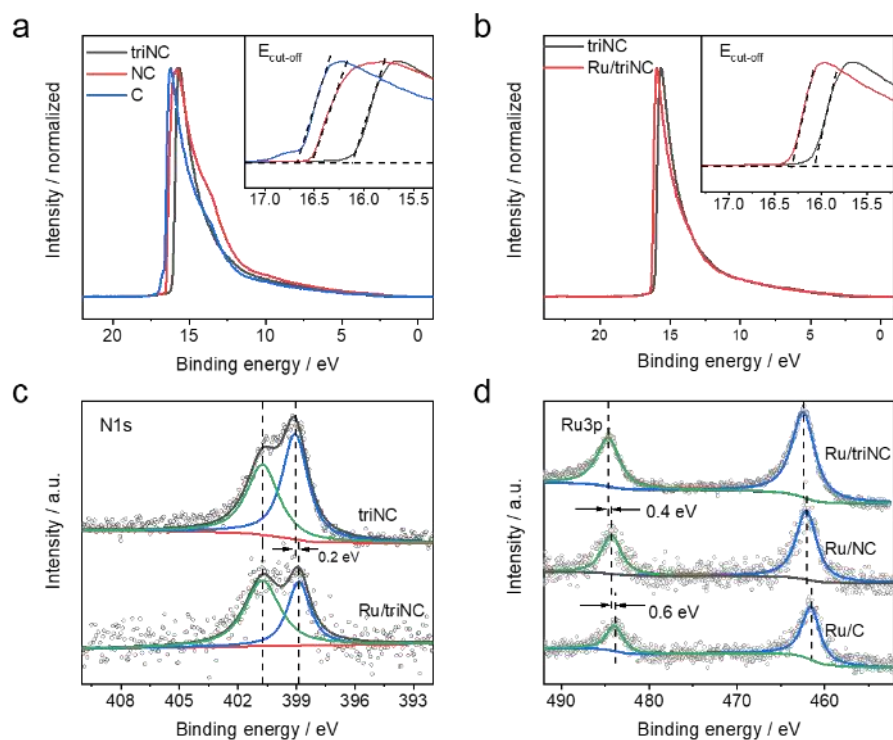 a
triNC
NC
C
E_cut-off
17.0 16.5 16.0 15.5
Intensity / normalized
20 15 10 5 0
Binding energy / eV
b
triNC
Ru/triNC
E_cut-off
17.0 16.5 16.0 15.5
Intensity / normalized
20 15 10 5 0
Binding energy / eV
c
N1s
triNC
0.2 eV
Ru/triNC
Intensity / a.u.
408 405 402 399 396 393
Binding energy / eV
d
Ru3p
Ru/triNC
0.4 eV
Ru/NC
0.6 eV
Ru/C
Intensity / a.u.
490 480 470 460
Binding energy / eV